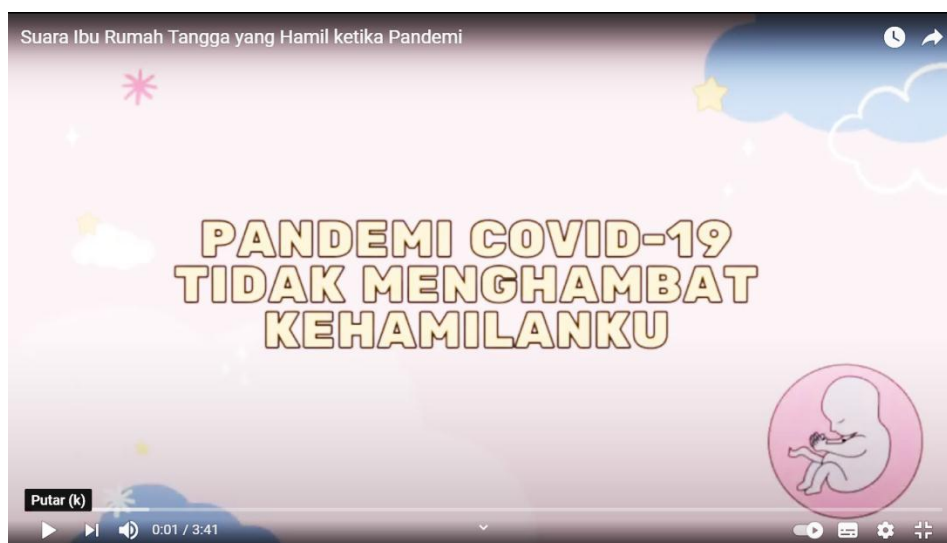 Suara Ibu Rumah Tangga yang Hamil ketika Pandemi
PANDEMI COVID-19
TIDAK MENGHAMBAT
KEHAMILANKU
Putar (k)
0:01 / 3:41